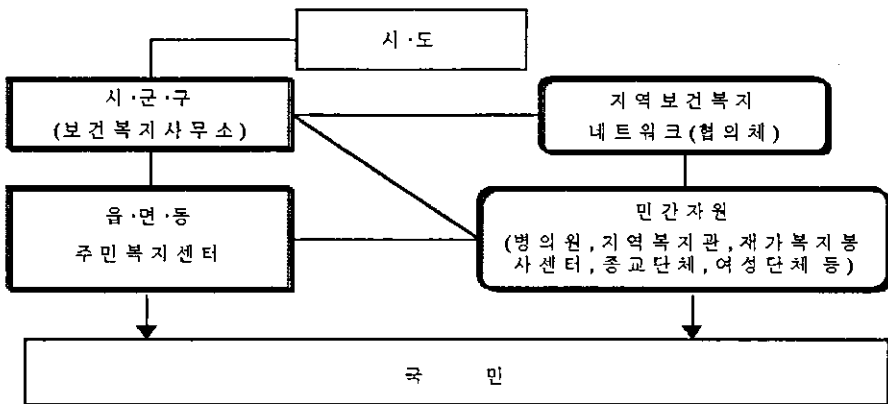 시·도
시·군·구
(보건복지사무소)
지역보건복지
네트워크(협의체)
읍·면·동
주민복지센터
민간자원
(병의원,지역복지관,재가복지봉
사센터,종교단체,여성단체 등)
국 민